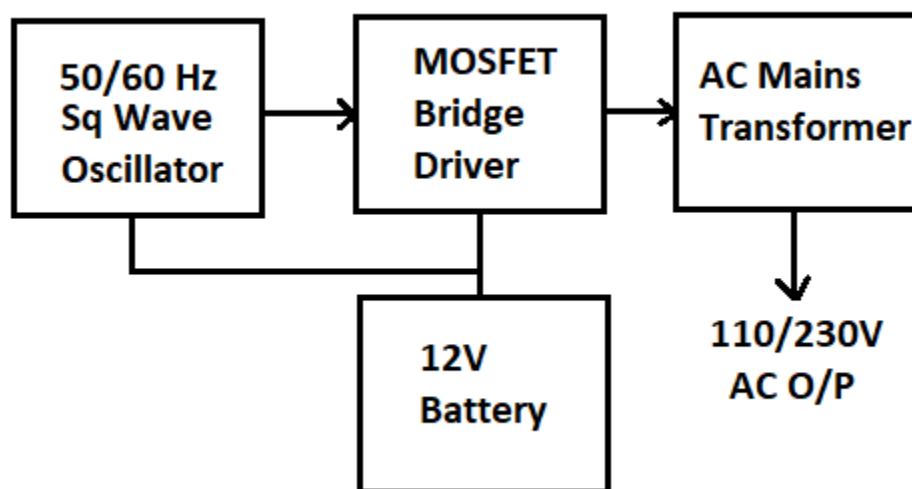 50/60 Hz
Sq Wave
Oscillator
MOSFET
Bridge
Driver
AC Mains
Transformer
12V
Battery
110/230V
AC O/P